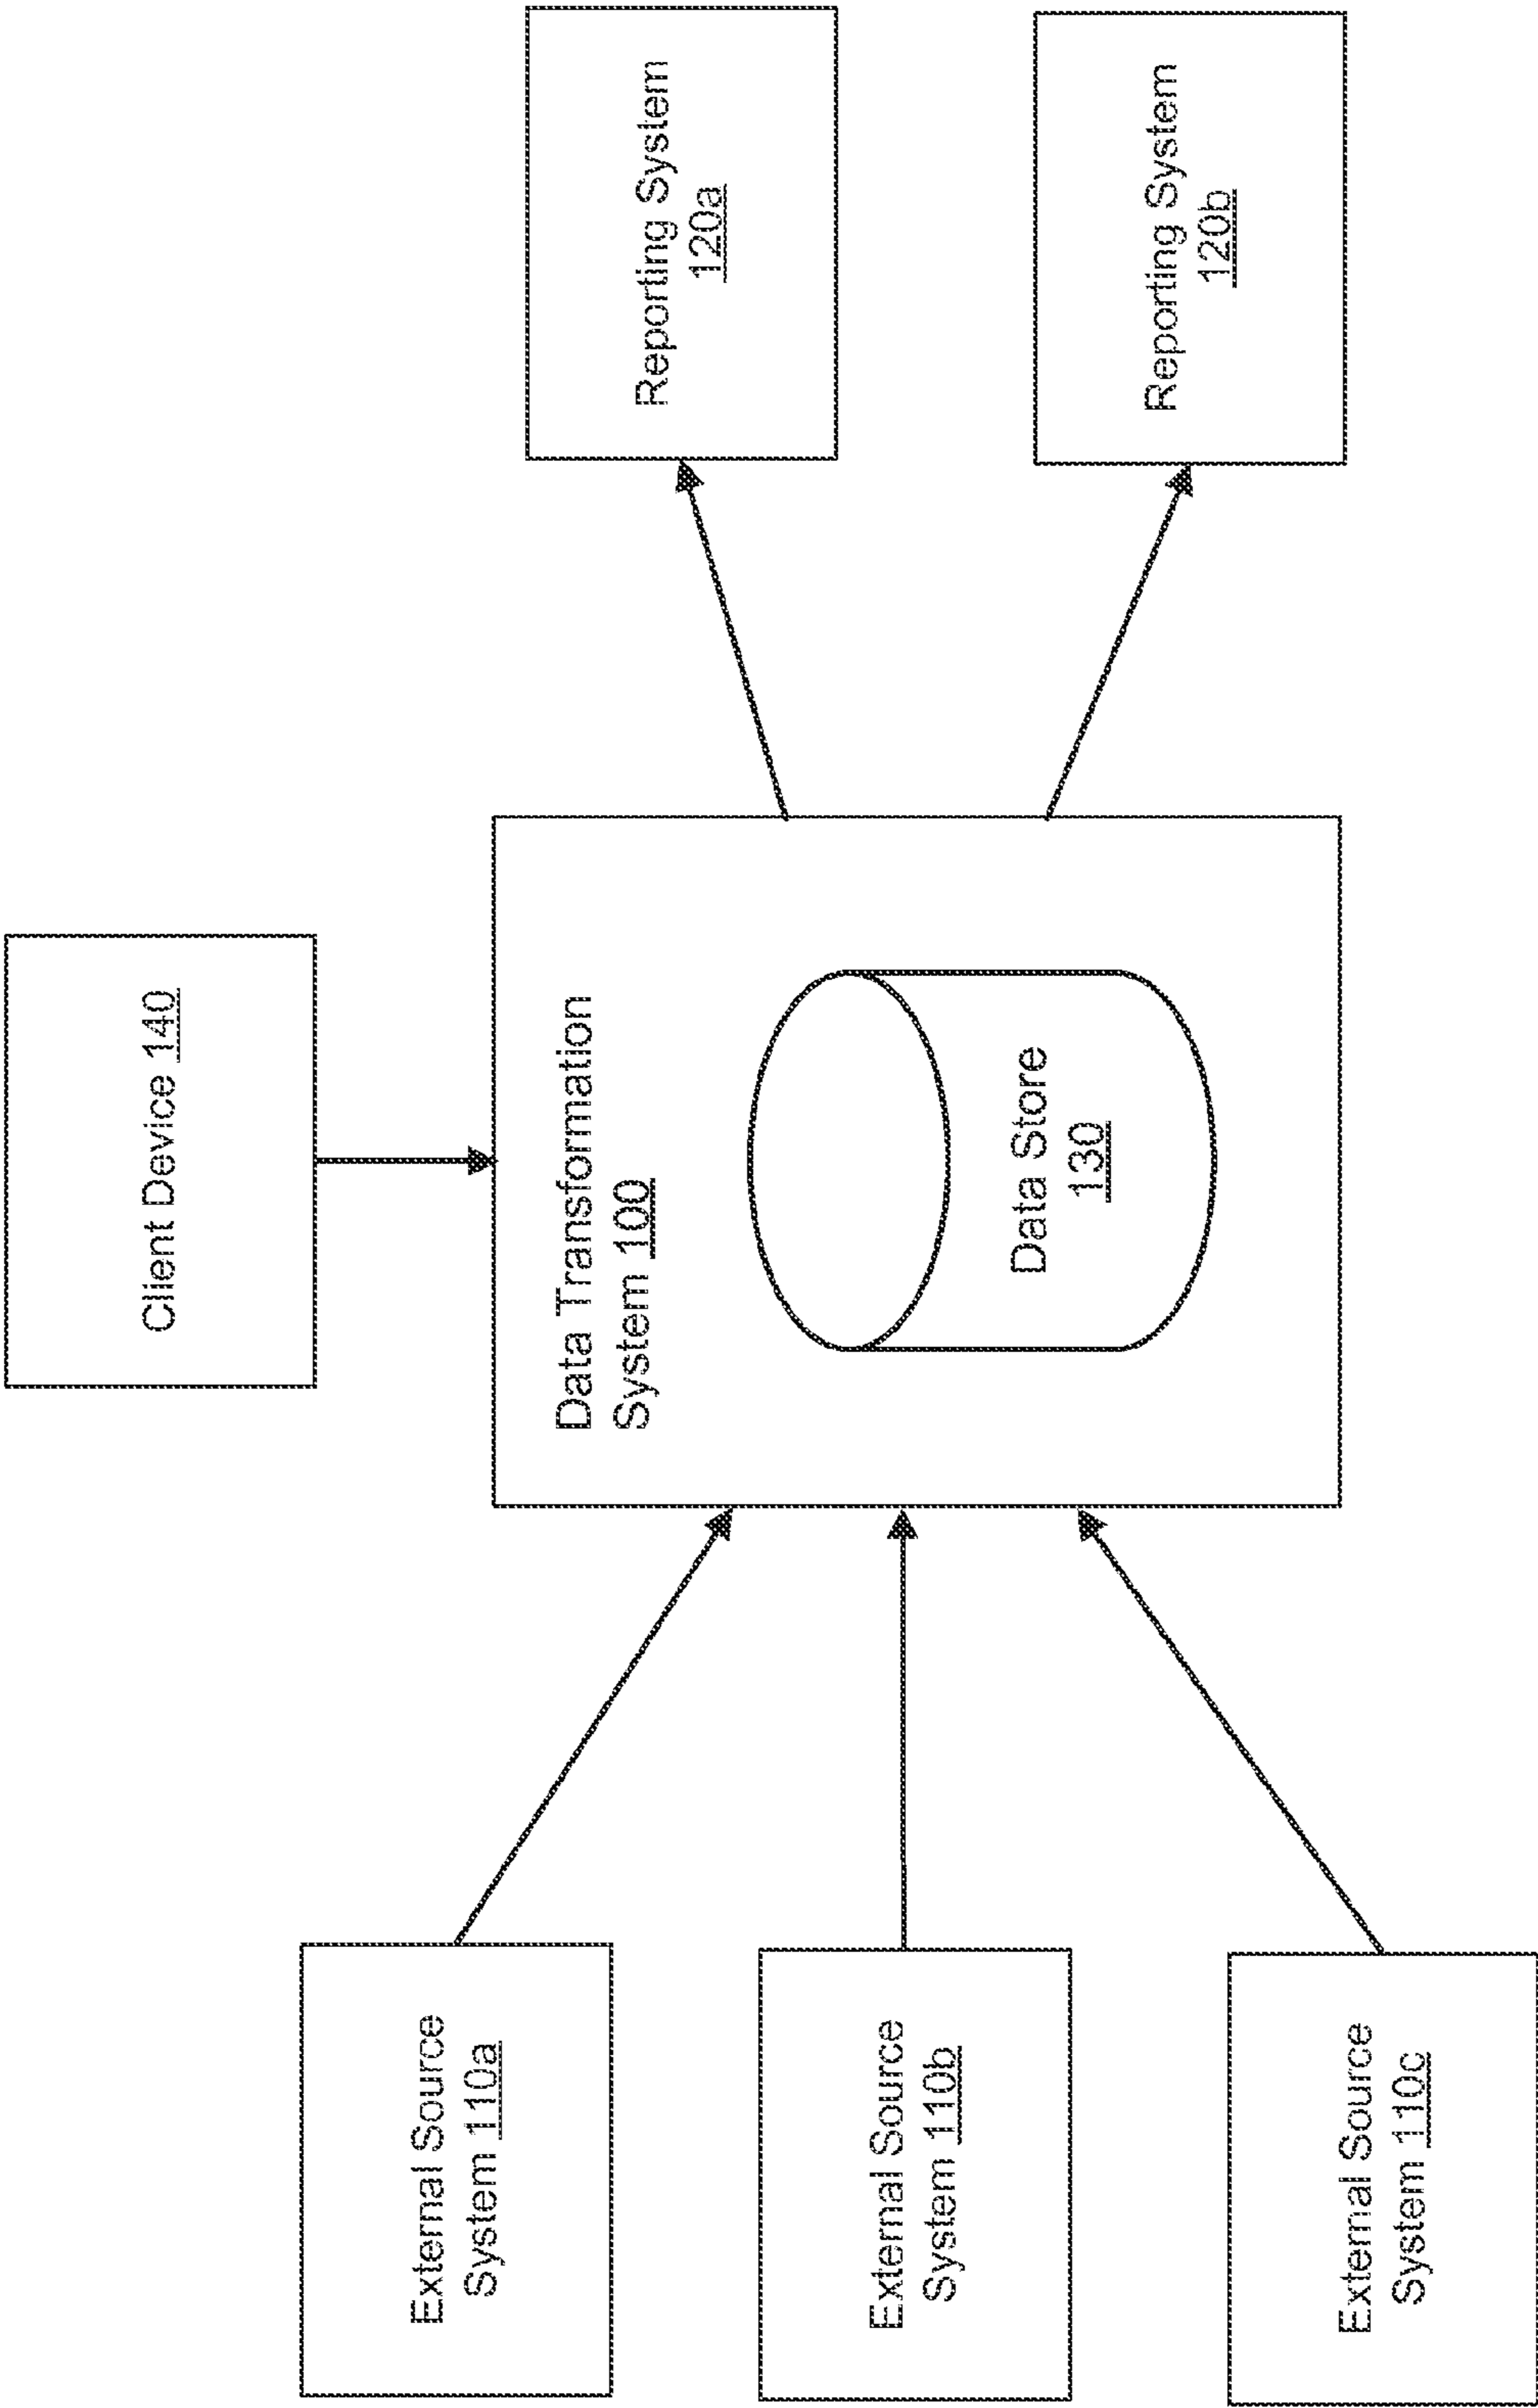 Client Device 140
External Source
System 110a
External Source
System 110b
External Source
System 110c
Data Transformation
System 100
Data Store
130
Reporting System
120a
Reporting System
120b